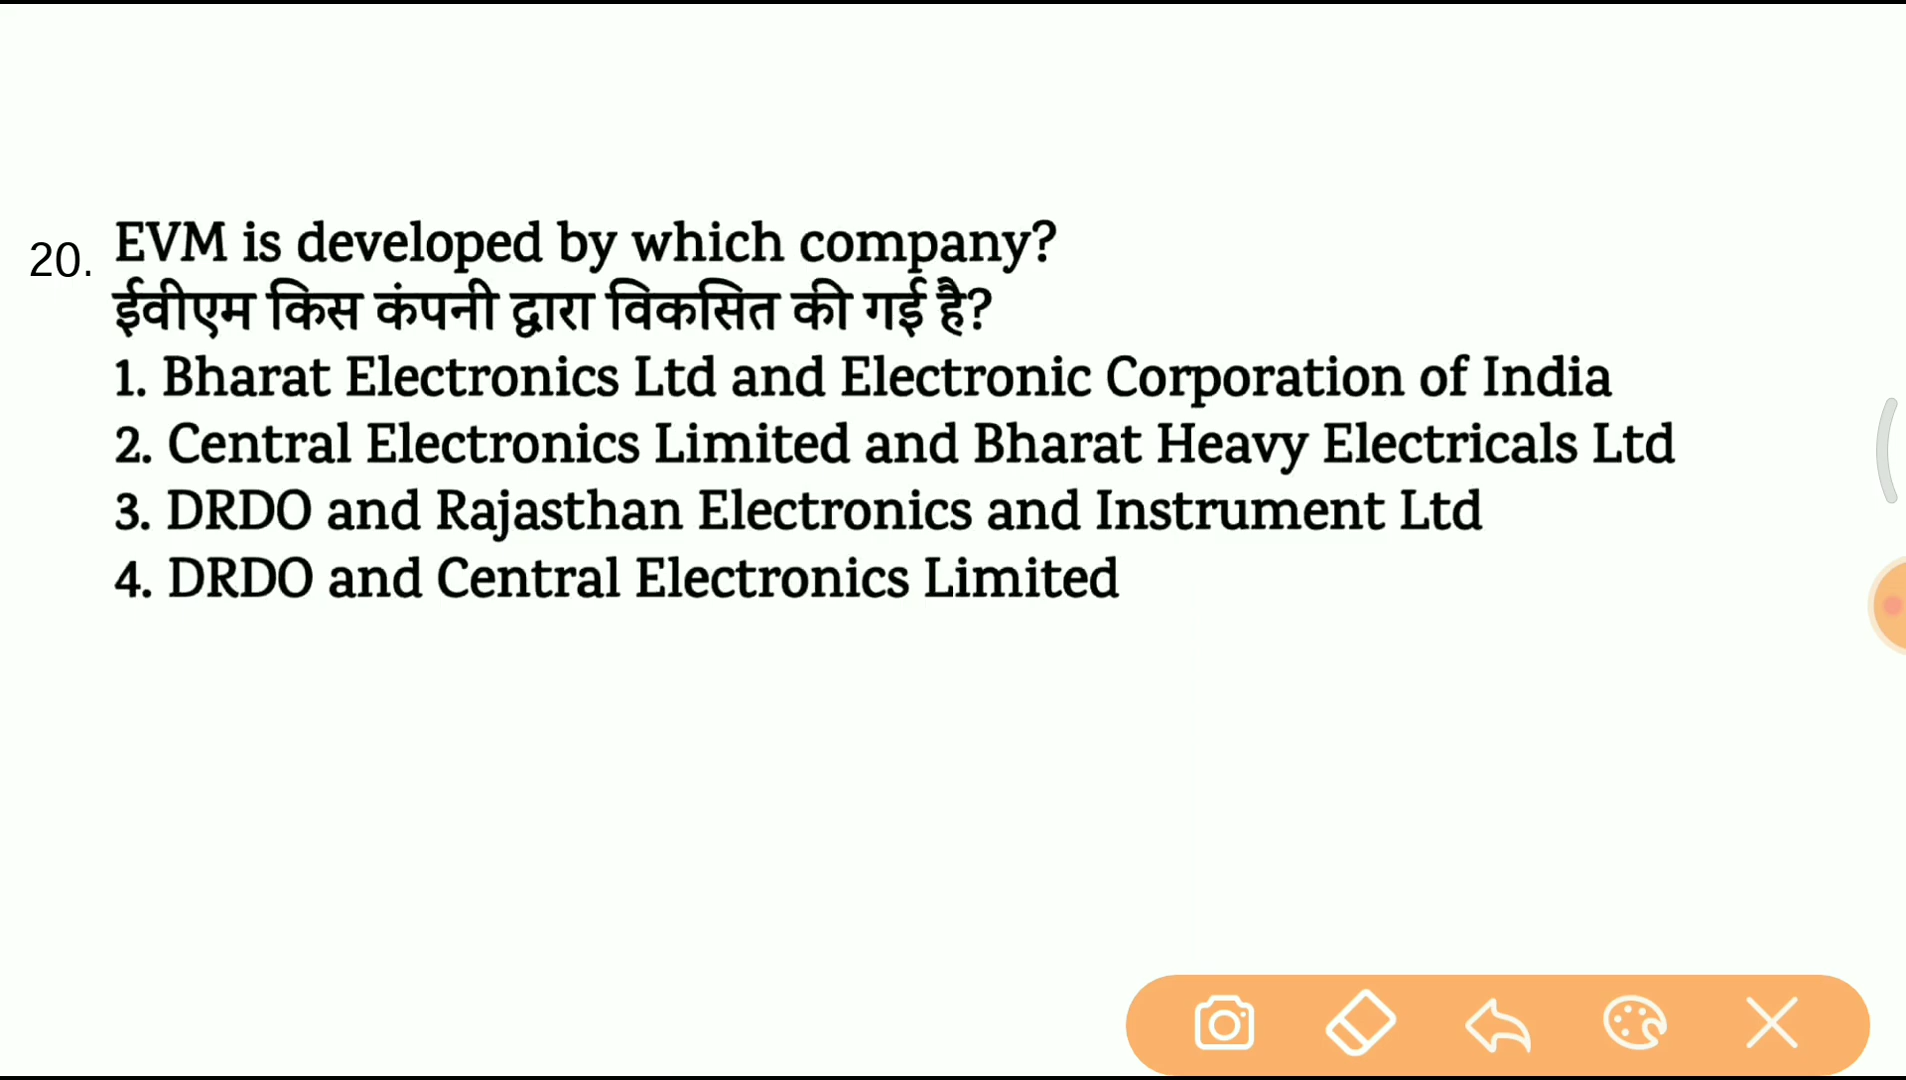 20. EVM is developed by which company?
ईवीएम किस कंपनी द्वारा विकसित की गई है?
1. Bharat Electronics Ltd and Electronic Corporation of India
2. Central Electronics Limited and Bharat Heavy Electricals Ltd
3. DRDO and Rajasthan Electronics and Instrument Ltd
4. DRDO and Central Electronics Limited